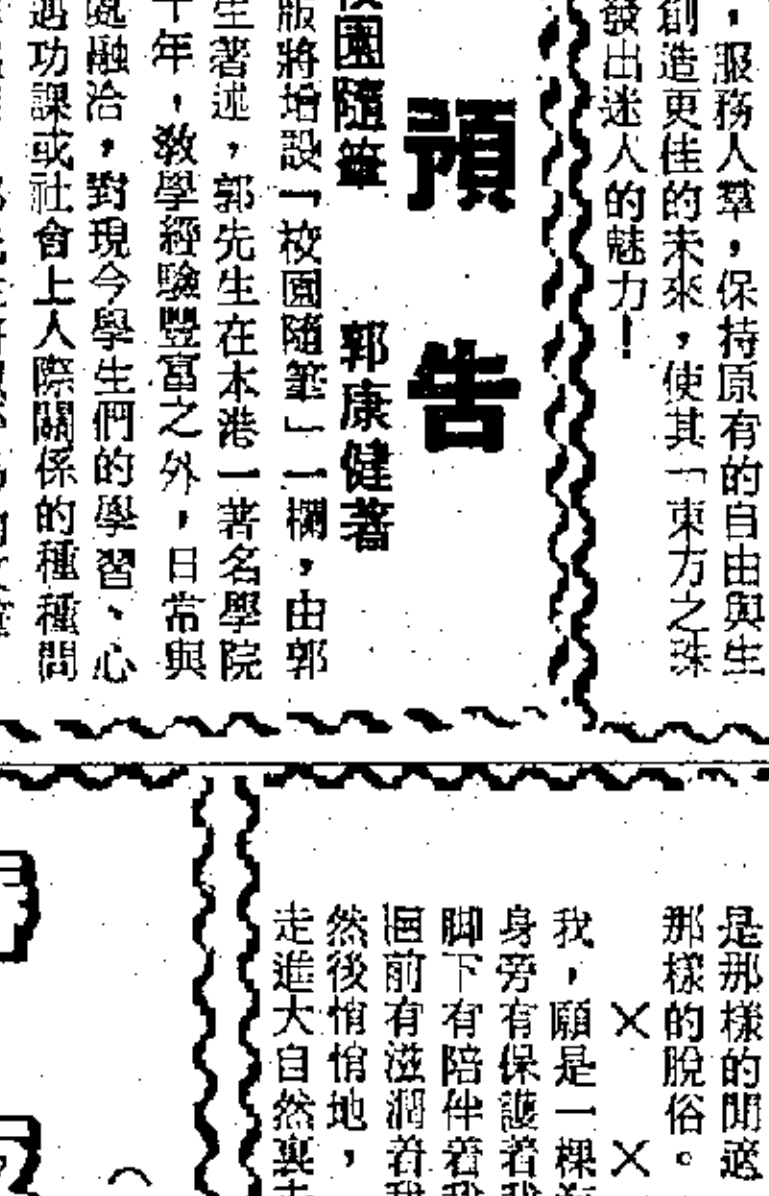 ，服務人羣，保持原有的自由與生
創造更佳的未來，使其「東方之珠
發出迷人的魅力！
預告
校園隨筆　郭康健著
版將增設「校園隨筆」一欄，由郭
生著述，郭先生在本港一著名學院
十年，敎學經驗豐富之外，日常與
處融洽，對現今學生們的學習、心
遇功課或社會上人際關係的種種問
是那樣的閒逸
那樣的脫俗。
× ×
我，願是一棵
身旁有保護着我
脚下有陪伴着我
前有滋潤着我
然後悄悄地，
走進大自然裏去